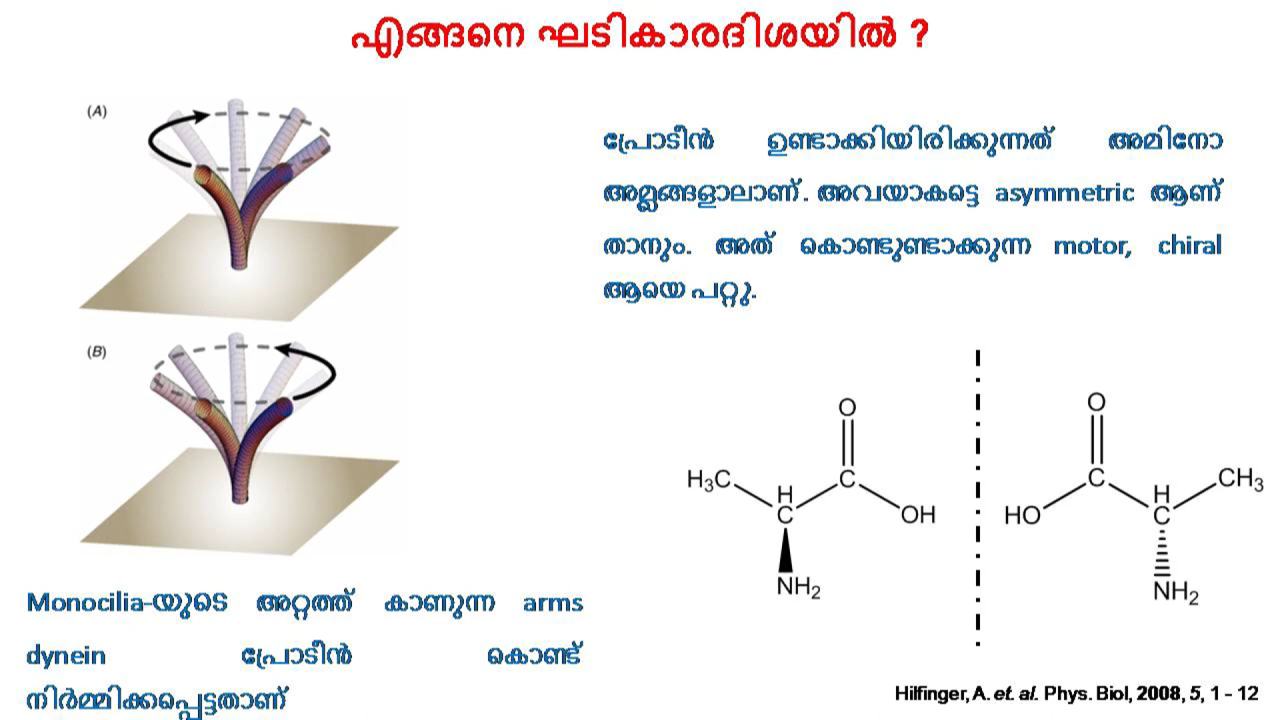 എങ്ങനെ ഘടികാരദിശയിൽ ?
(A)
പ്രോടീൻ ഉണ്ടാക്കിയിരിക്കുന്നത് അമിനോ
അമ്ലങ്ങളാലാണ്. അവയാകട്ടെ asymmetric ആണ്
താനും. അത് കൊണ്ടുണ്ടാക്കുന്ന motor, chiral
ആയെ പറ്റു.
(B)
O
H₃C
H
C
C
OH
NH₂
O
HO
C
H
C
CH₃
NH₂
Monocilia-യുടെ അറ്റത്ത് കാണുന്ന arms
dynein പ്രോടീൻ കൊണ്ട്
നിർമ്മിക്കപ്പെട്ടതാണ്
Hilfinger, A. et. al. Phys. Biol, 2008, 5, 1 – 12